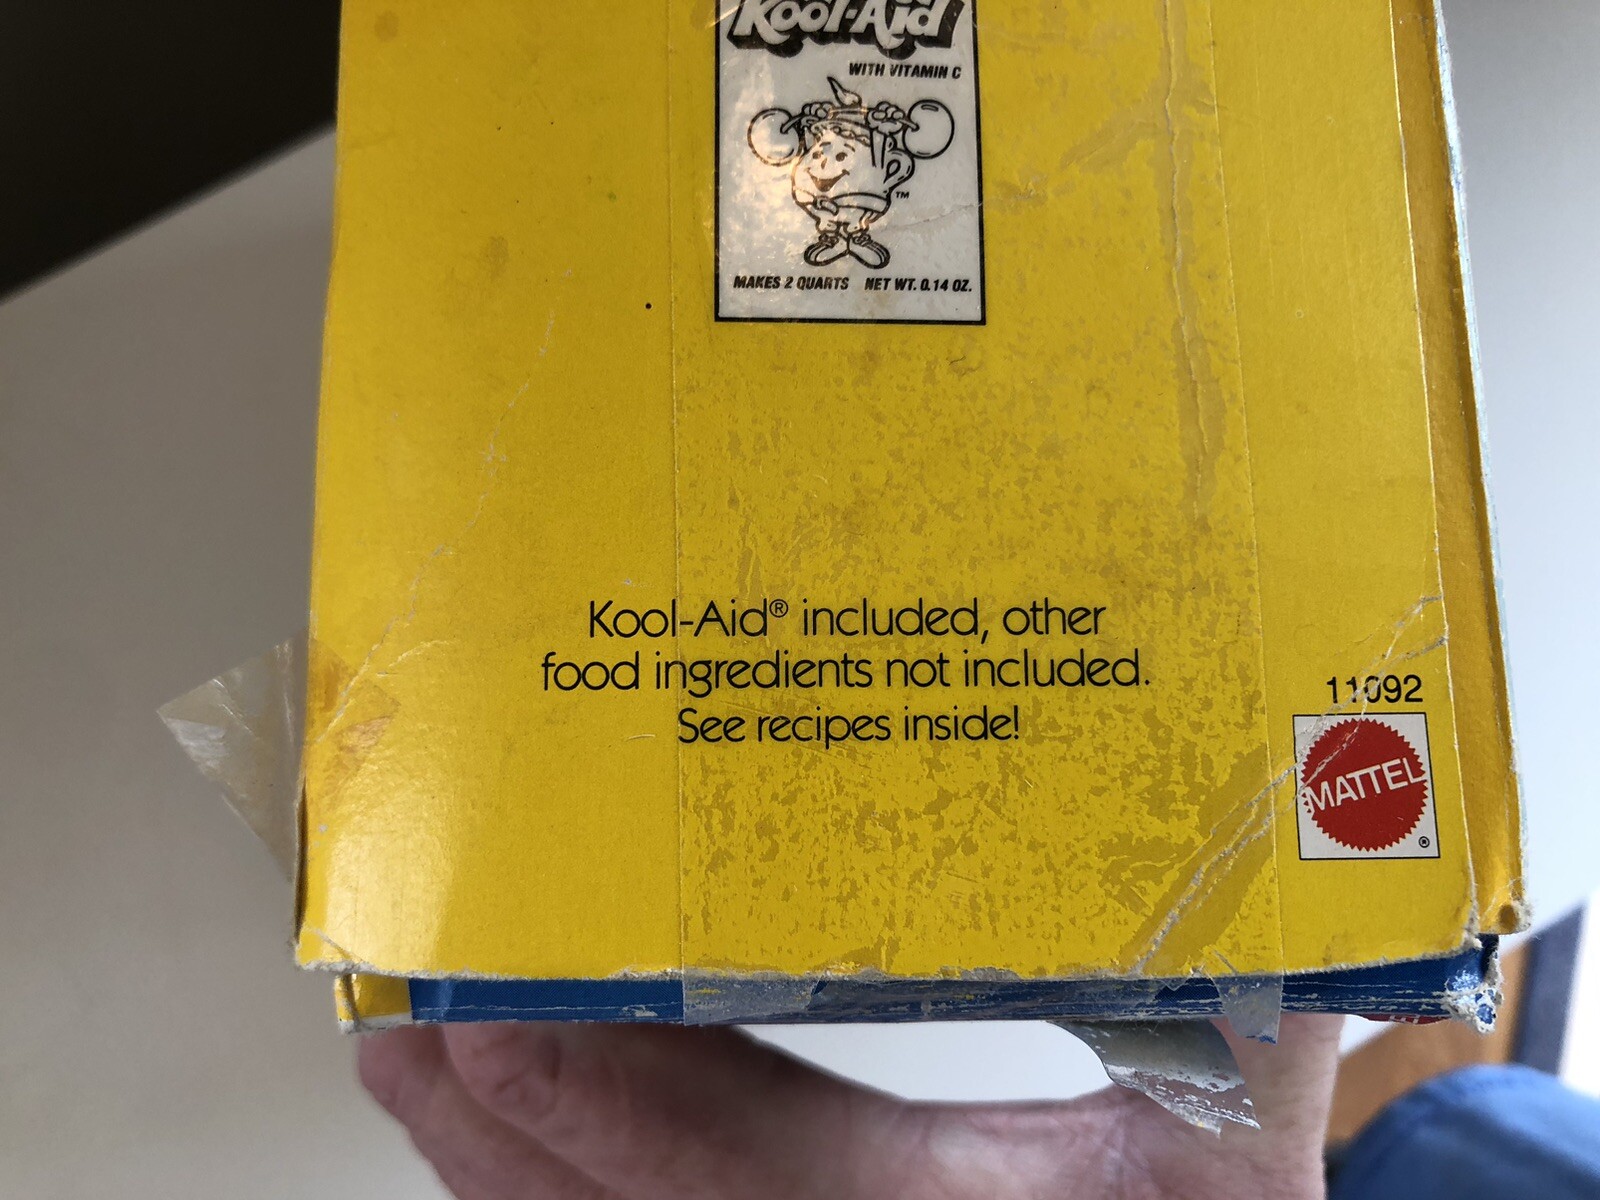 Kool-Aid
WITH VITAMIN C
TM
MAKES 2 QUARTS NET WT. 0.14 OZ.
Kool-Aid® included, other
food ingredients not included.
See recipes inside!
11092
MATTEL
®